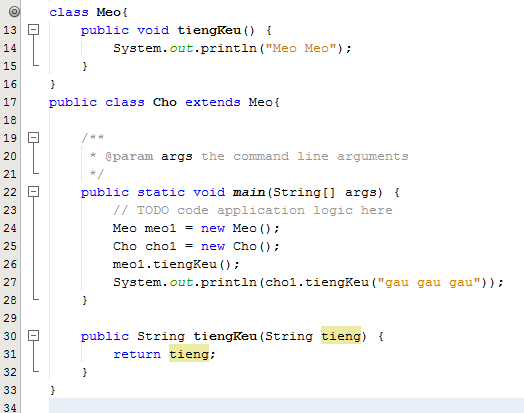 class Meo{
13 public void tiengKeu() {
14 System.out.println("Meo Meo");
15 }
16 }
17 public class Cho extends Meo{
18
19 /**
20 * @param args the command line arguments
21 */
22 public static void main(String[] args) {
23 // TODO code application logic here
24 Meo meo1 = new Meo();
25 Cho cho1 = new Cho();
26 meo1.tiengKeu();
27 System.out.println(cho1.tiengKeu("gau gau gau"));
28 }
29
30 public String tiengKeu(String tieng) {
31 return tieng;
32 }
33 }
34